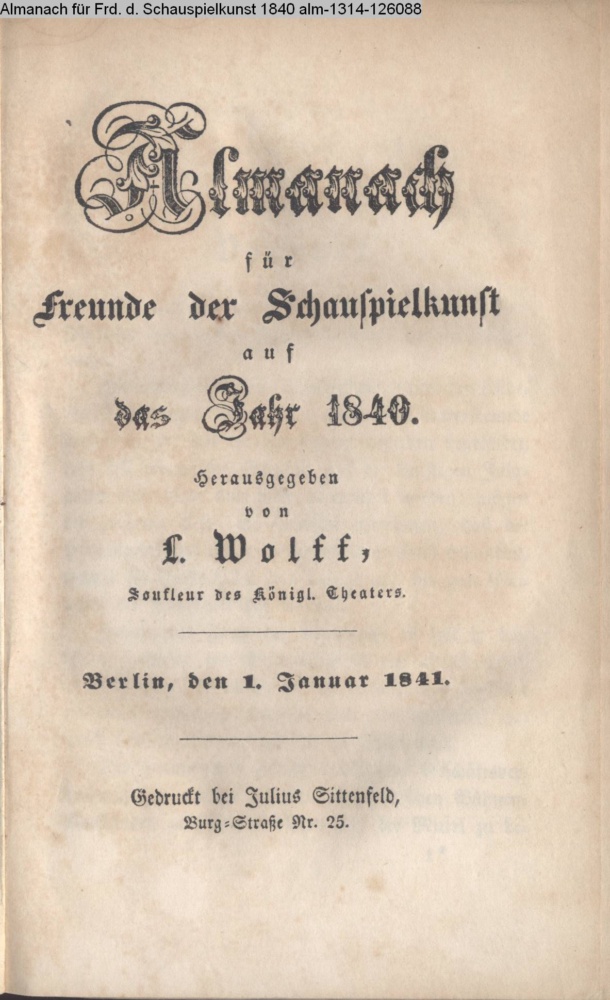 Almanach für Frd. d. Schauspielkunst 1840 alm-1314-126088
Almanach
für
Freunde der Schauspielkunst
auf
das Jahr 1840.
Herausgegeben
von
L. Wolff,
Soufleur des Königl. Theaters.
Berlin, den 1. Januar 1841.
Gedruckt bei Julius Sittenfeld,
Burg-Straße Nr. 25.